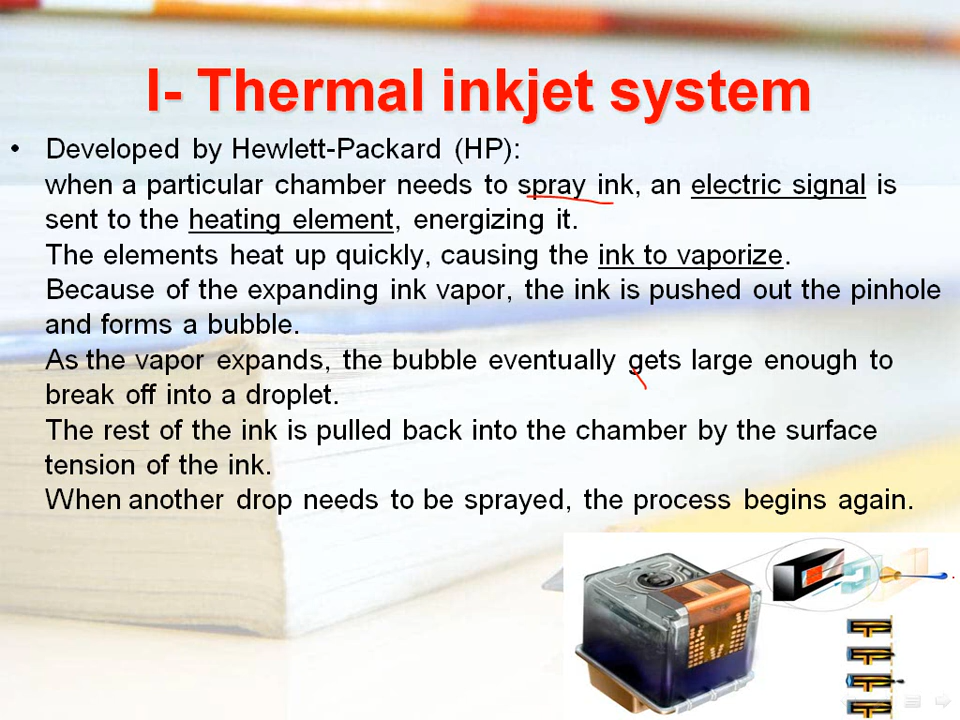 I- Thermal inkjet system
• Developed by Hewlett-Packard (HP):
when a particular chamber needs to spray ink, an electric signal is
sent to the heating element, energizing it.
The elements heat up quickly, causing the ink to vaporize.
Because of the expanding ink vapor, the ink is pushed out the pinhole
and forms a bubble.
As the vapor expands, the bubble eventually gets large enough to
break off into a droplet.
The rest of the ink is pulled back into the chamber by the surface
tension of the ink.
When another drop needs to be sprayed, the process begins again.